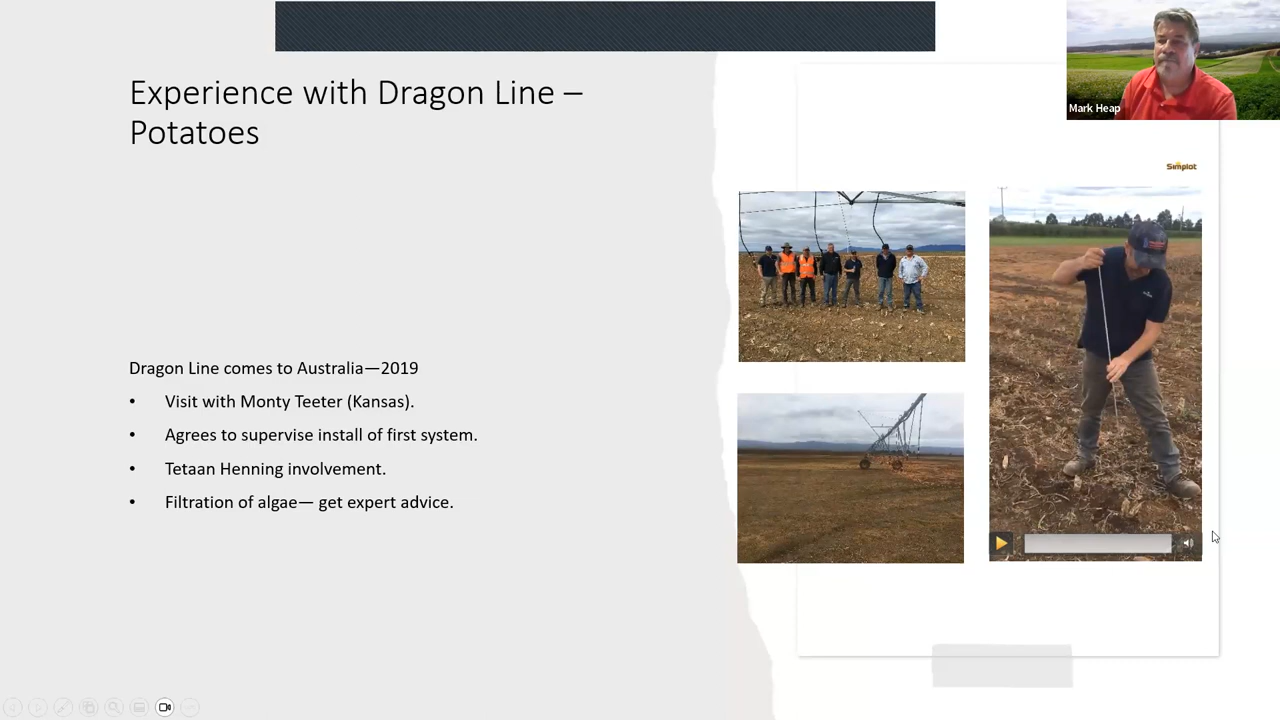 Experience with Dragon Line –
Potatoes
Dragon Line comes to Australia—2019
• Visit with Monty Teeter (Kansas).
• Agrees to supervise install of first system.
• Tetaan Henning involvement.
• Filtration of algae— get expert advice.
Mark Heap
Simplot